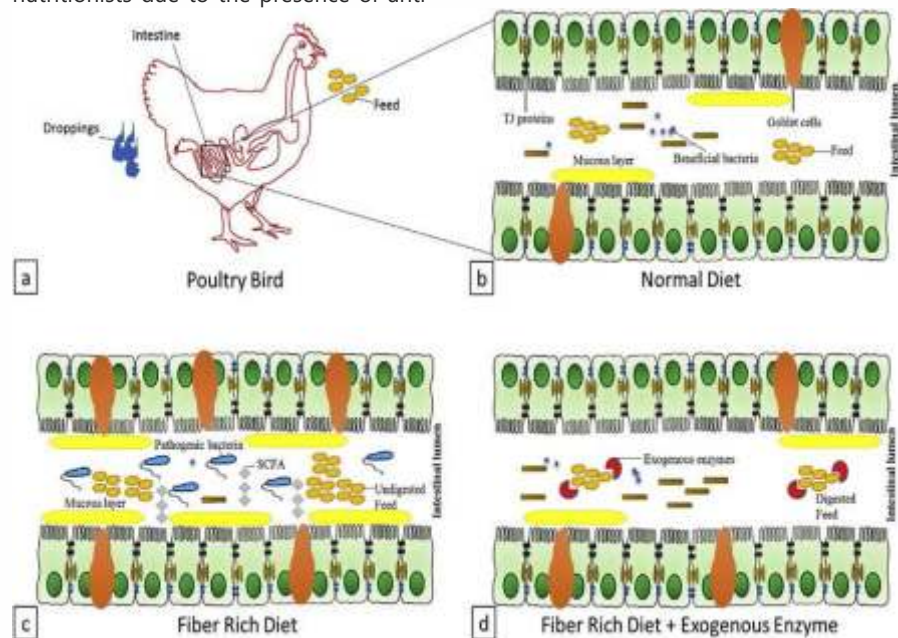 nutritionists due to the presence of anti-
Intestine
Feed
Droppings
a
Poultry Bird
TJ proteins
Goblet cells
Mucous layer
Beneficial bacteria
Feed
Intestinal lumen
b
Normal Diet
Pathogenic bacteria
SCFA
Mucous layer
Undigested
Feed
Intestinal lumen
c
Fiber Rich Diet
Exogenous enzymes
Digested
Feed
Intestinal lumen
d
Fiber Rich Diet + Exogenous Enzyme